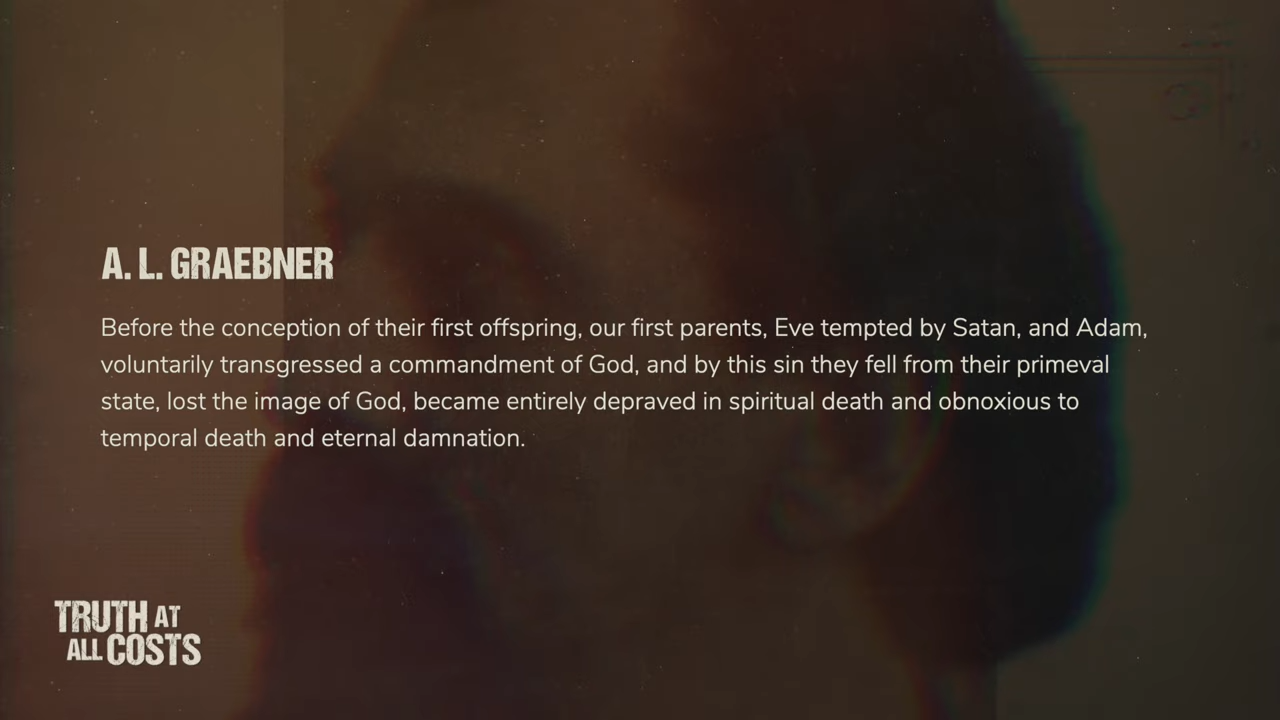 A. L. GRAEBNER
Before the conception of their first offspring, our first parents, Eve tempted by Satan, and Adam,
voluntarily transgressed a commandment of God, and by this sin they fell from their primeval
state, lost the image of God, became entirely depraved in spiritual death and obnoxious to
temporal death and eternal damnation.
TRUTH AT
ALL COSTS